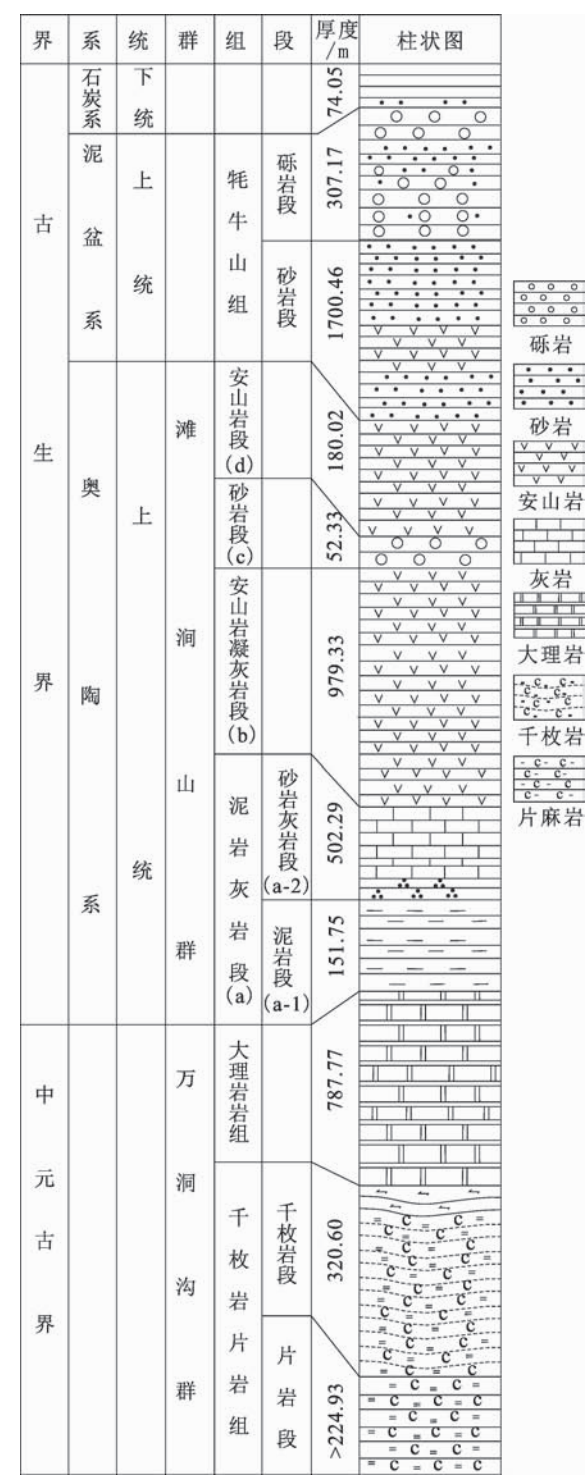 界 系 统 群 组 段 厚度/m 柱状图
古生界
石炭系
下统
74.05
泥盆系
上统
牦牛山组
砾岩段
307.17
砂岩段
1700.46
奥陶系
上统
滩涧山群
安山岩段(d)
180.02
砂岩段(c)
52.33
安山岩凝灰岩段(b)
979.33
泥岩灰岩段(a)
砂岩灰岩段(a-2)
502.29
泥岩段(a-1)
151.75
中元古界
万洞沟群
大理岩岩组
787.77
千枚岩片岩组
千枚岩段
320.60
片岩段
>224.93
砾岩
砂岩
安山岩
灰岩
大理岩
千枚岩
片麻岩